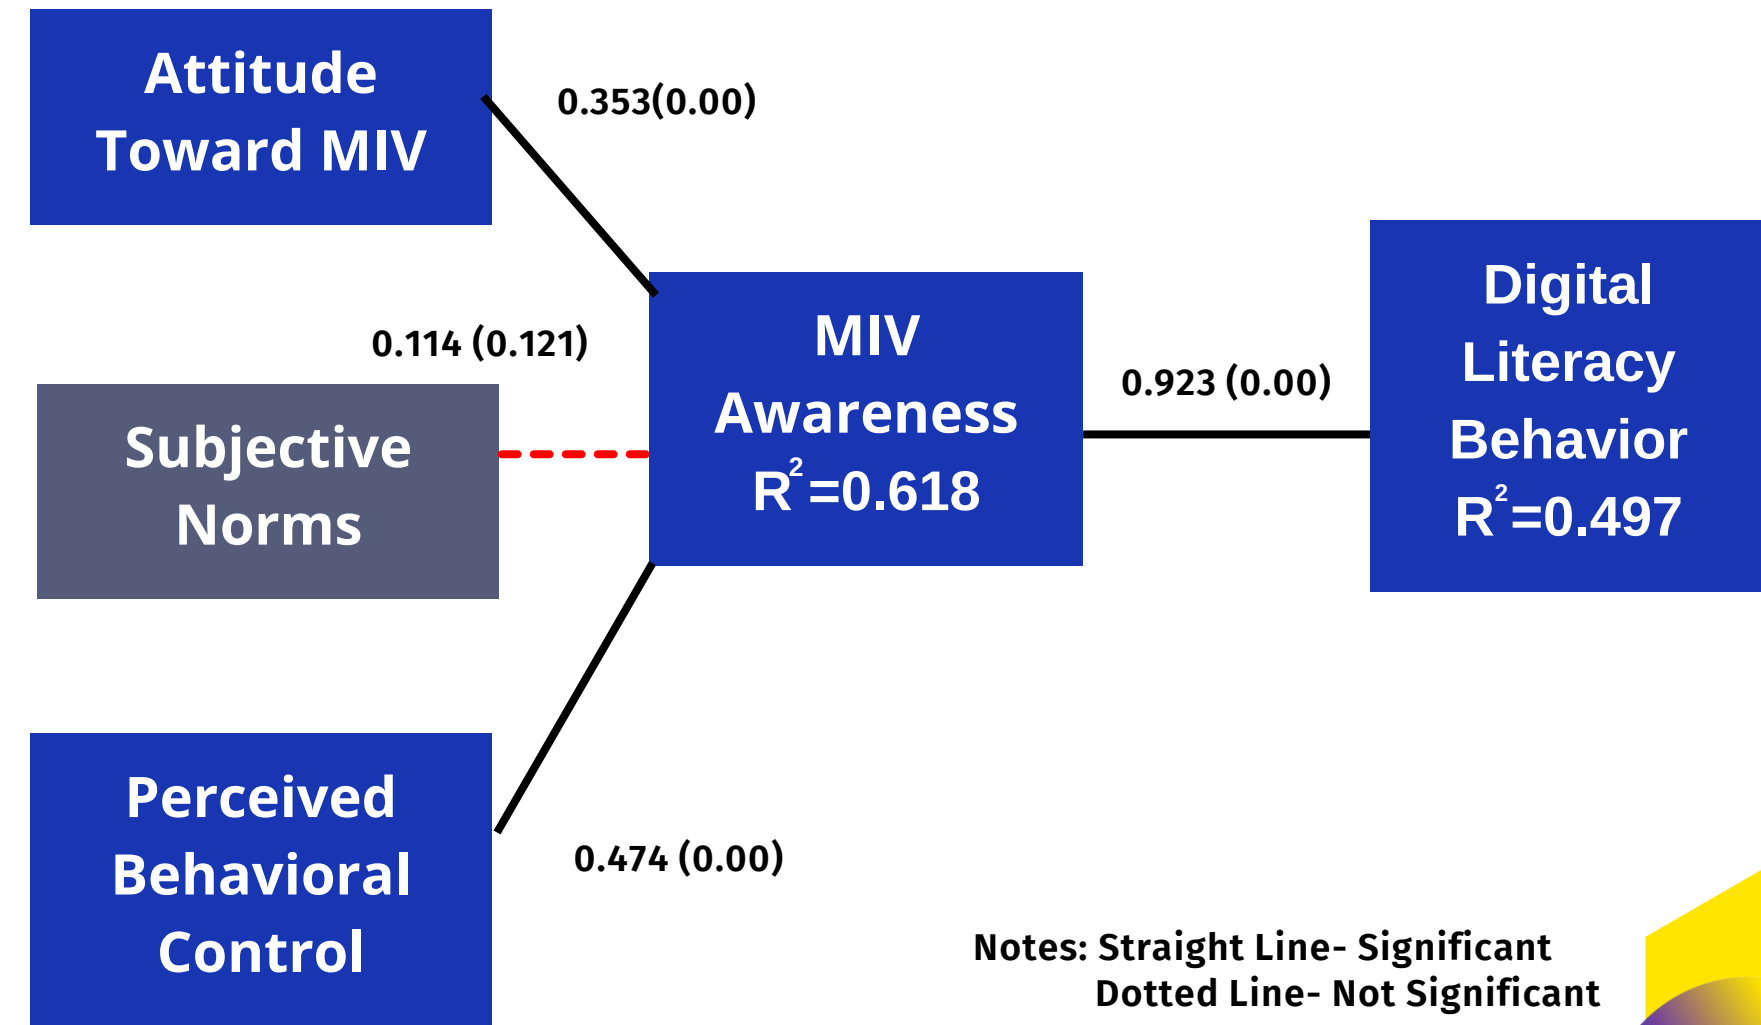 Attitude
Toward MIV
0.353(0.00)
0.114 (0.121)
Subjective
Norms
MIV
Awareness
R²=0.618
0.923 (0.00)
Digital
Literacy
Behavior
R²=0.497
Perceived
Behavioral
Control
0.474 (0.00)
Notes: Straight Line- Significant
Dotted Line- Not Significant